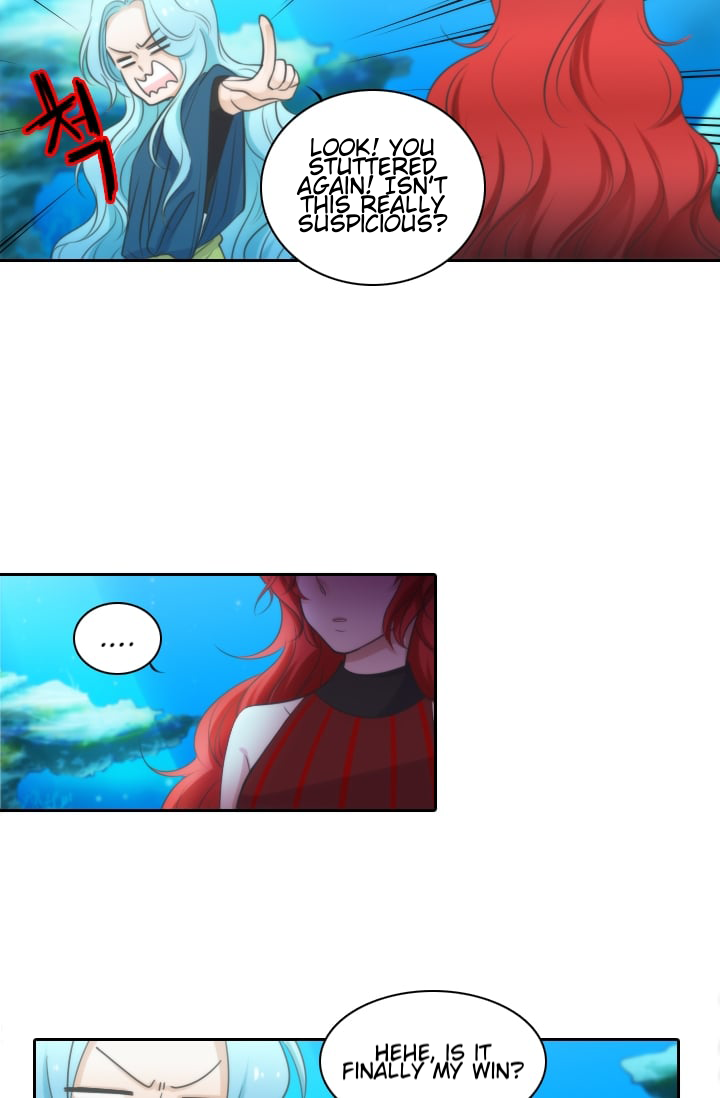 척
LOOK! YOU
STUTTERED
AGAIN! ISN'T
THIS REALLY
SUSPICIOUS?
....
HEHE, IS IT
FINALLY MY WIN?